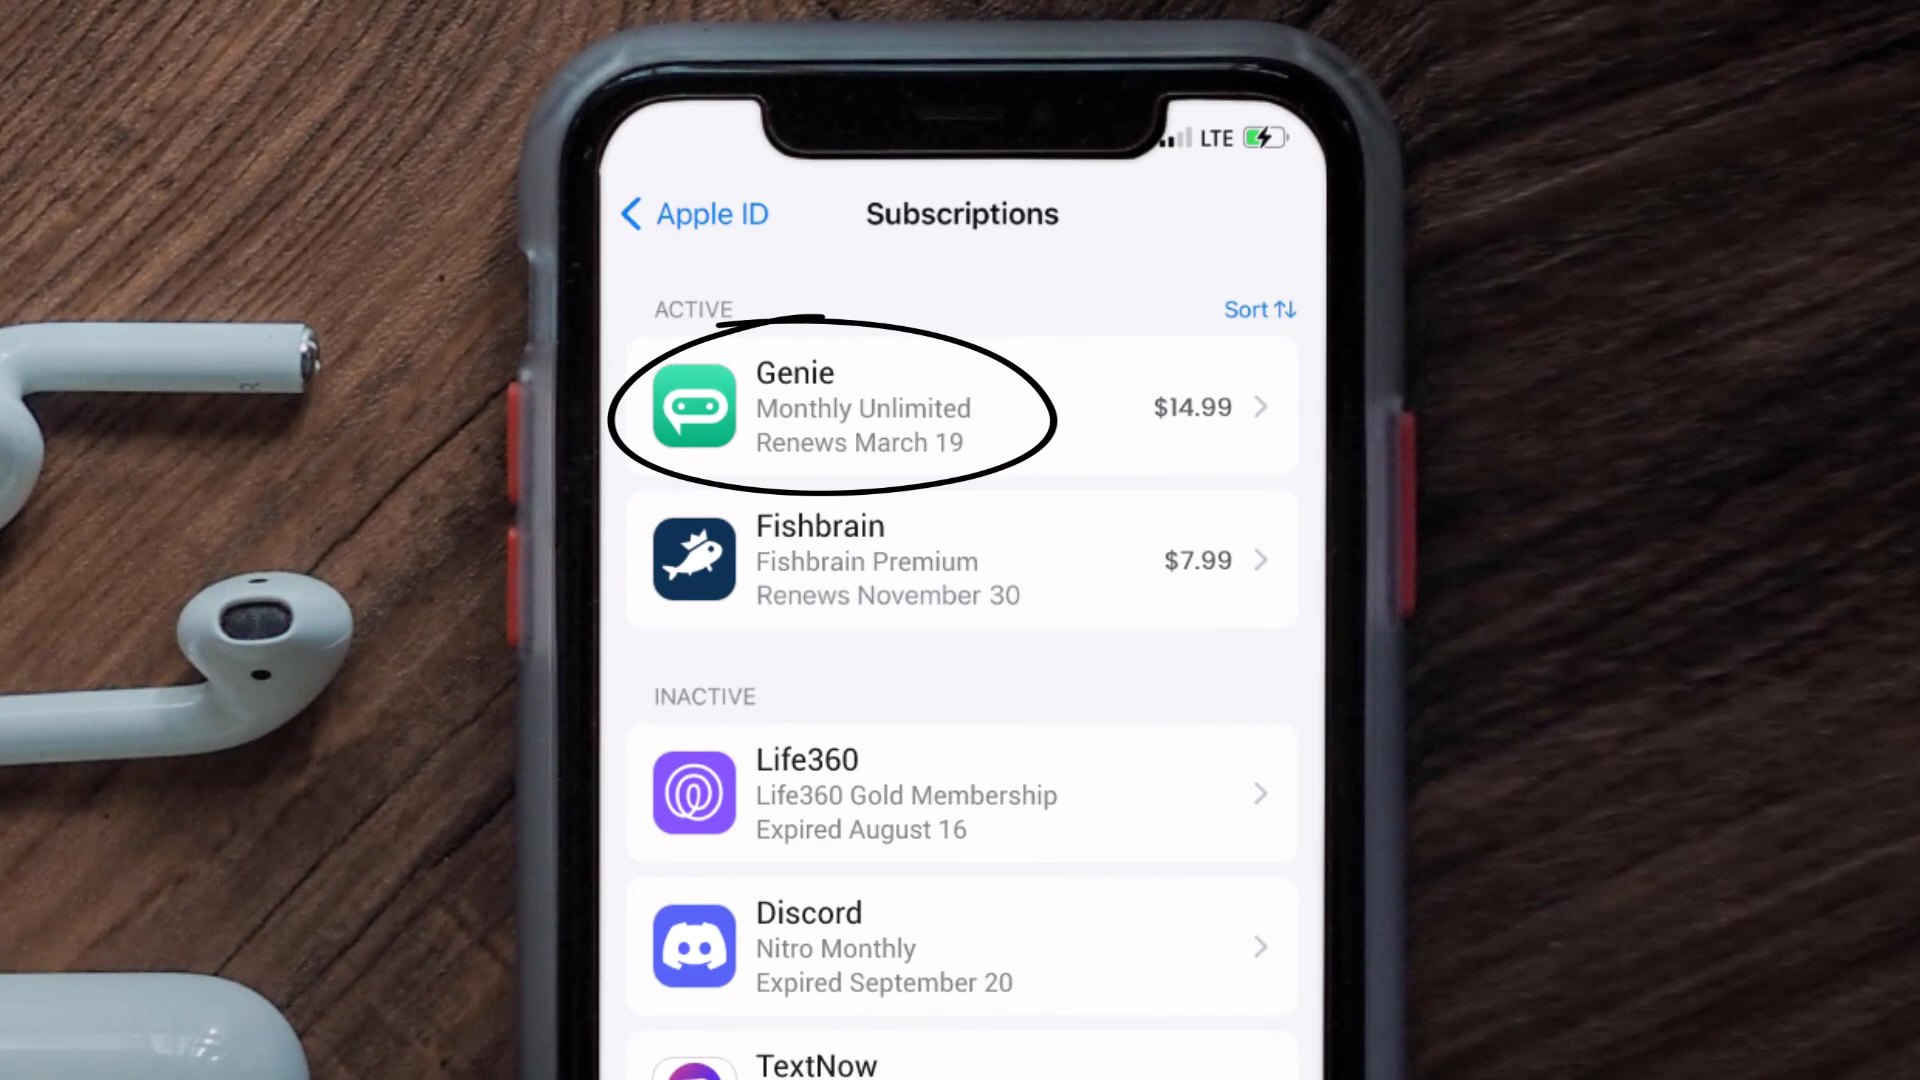 LTE
Apple ID
Subscriptions
ACTIVE
Sort
Genie
Monthly Unlimited
Renews March 19
$14.99
Fishbrain
Fishbrain Premium
Renews November 30
$7.99
INACTIVE
Life360
Life360 Gold Membership
Expired August 16
Discord
Nitro Monthly
Expired September 20
TextNow